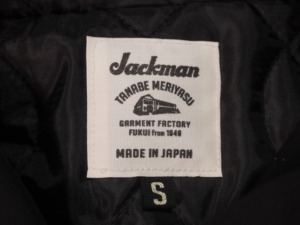 Jackman
TANABE MERIYASU
GARMENT FACTORY
FUKUI from 1949
MADE IN JAPAN
S